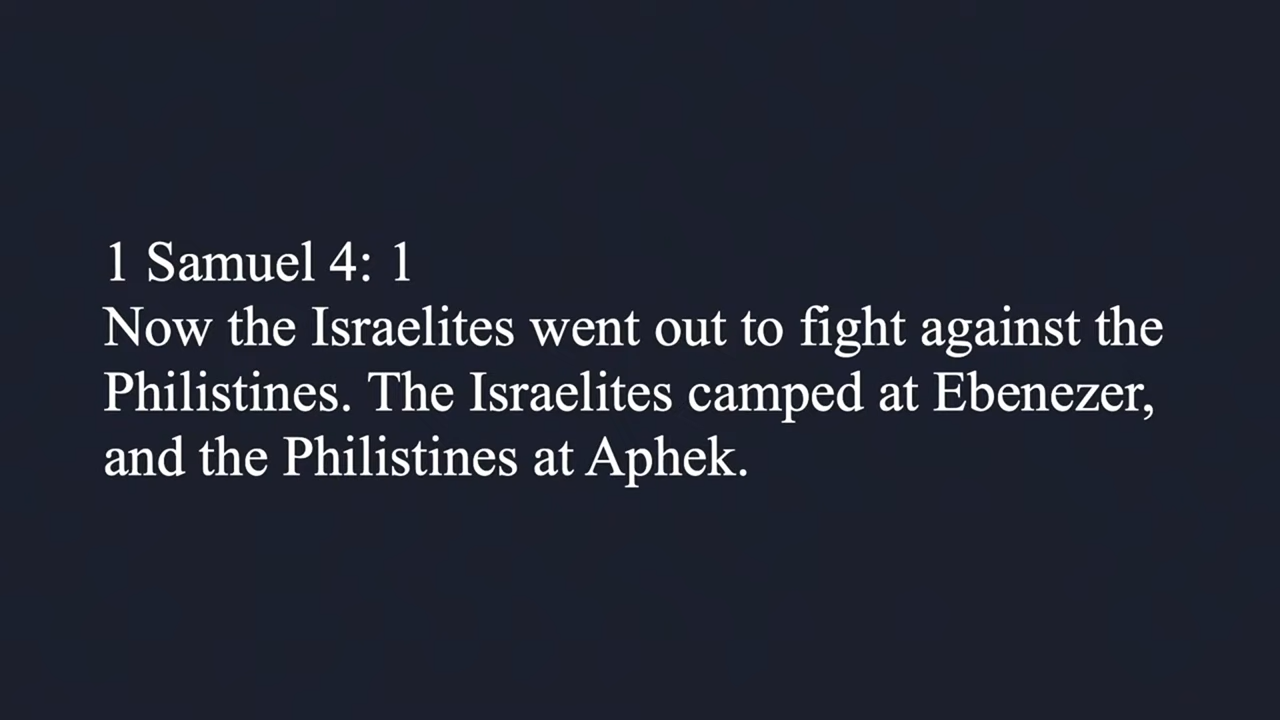 1 Samuel 4: 1
Now the Israelites went out to fight against the
Philistines. The Israelites camped at Ebenezer,
and the Philistines at Aphek.